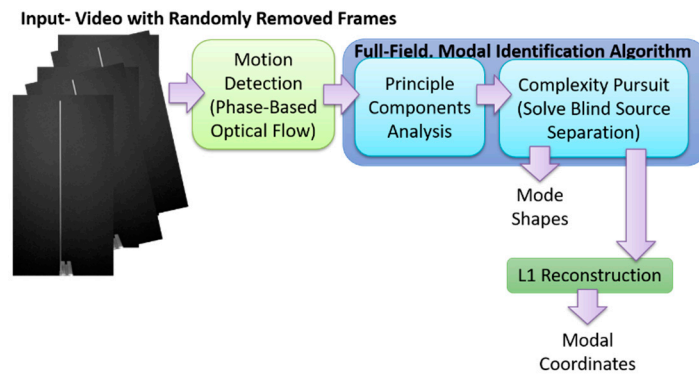 Input- Video with Randomly Removed Frames
Motion
Detection
(Phase-Based
Optical Flow)
Full-Field, Modal Identification Algorithm
Principle
Components
Analysis
Complexity Pursuit
(Solve Blind Source
Separation)
Mode
Shapes
L1 Reconstruction
Modal
Coordinates